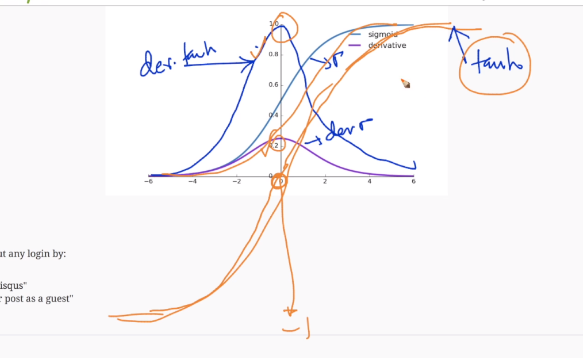 1.0
sigmoid
derivative
der. tanh
0.8
σ
tanh
0.6
0.4
der σ
0.2
0.0
-6 -4 -2 0 2 4 6
at any login by:
isqus"
r post as a guest"
-1